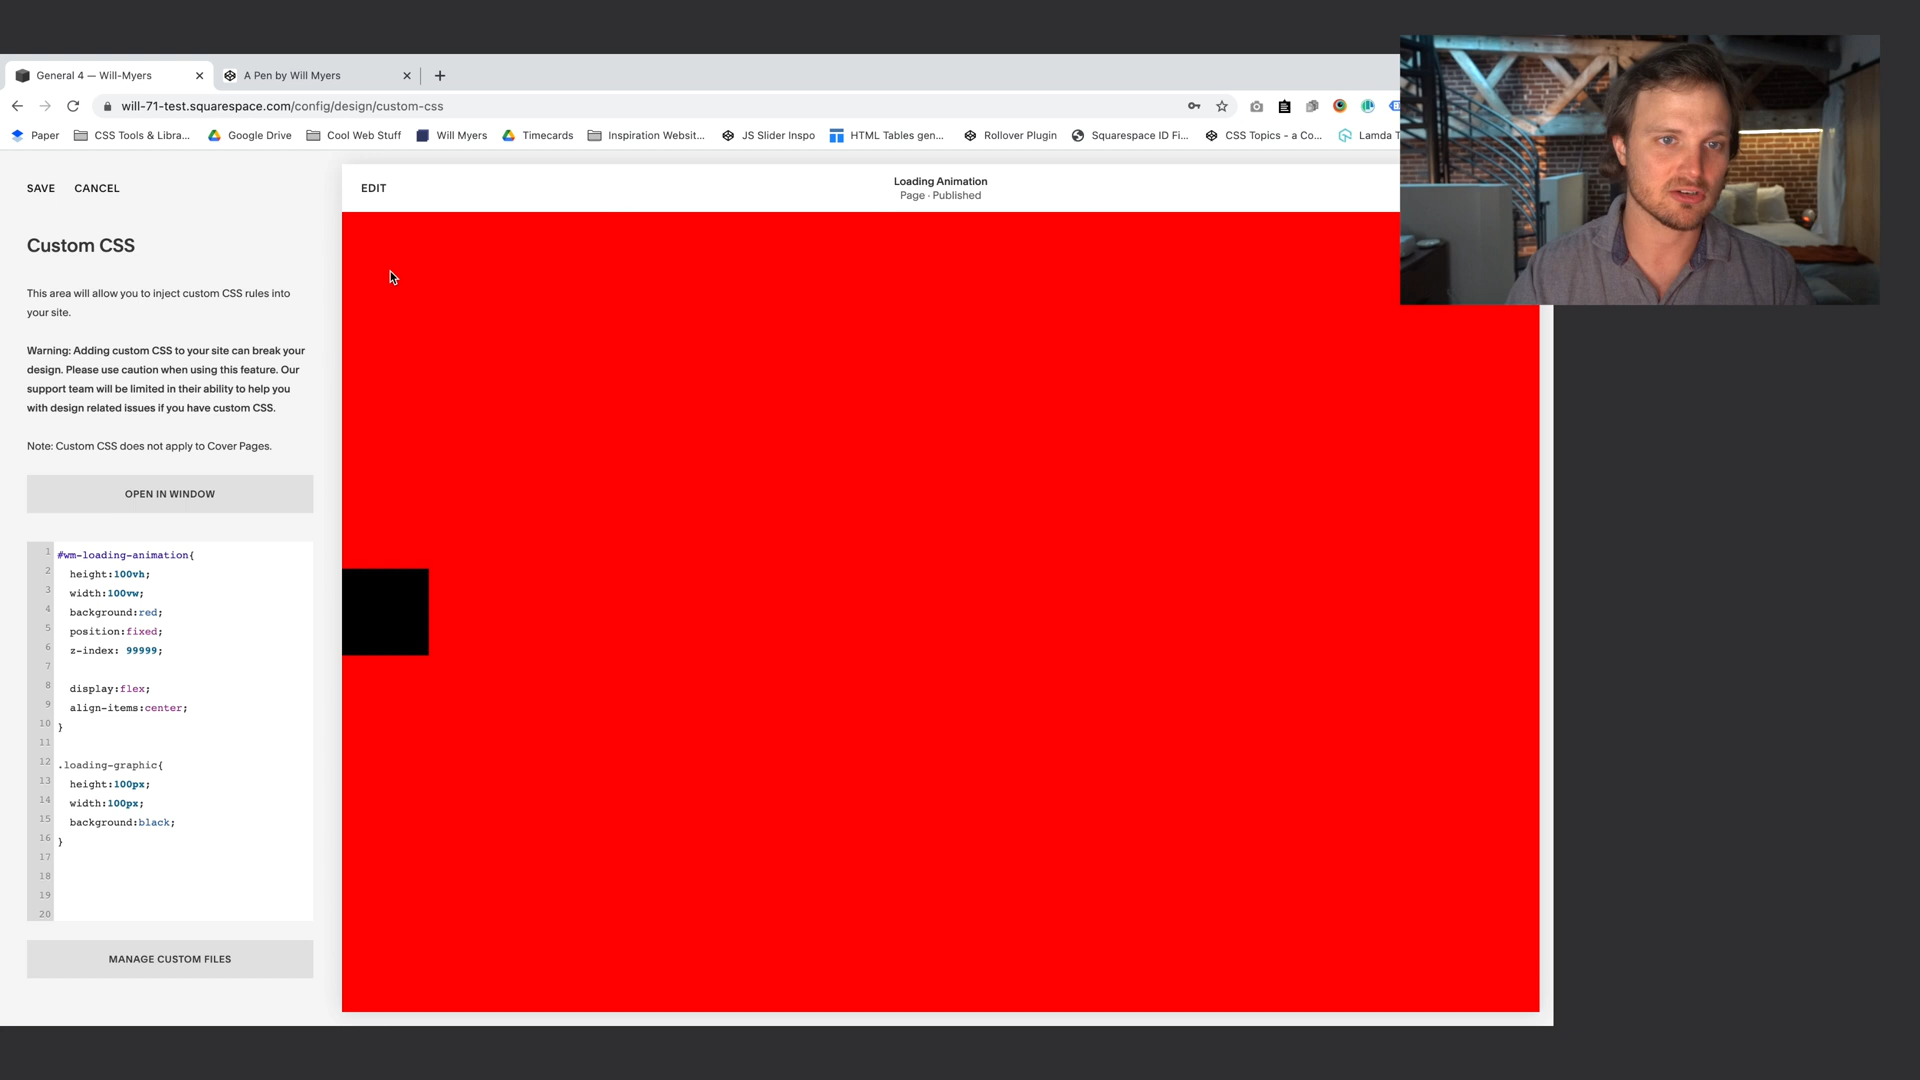 General 4 — Will-Myers
A Pen by Will Myers
will-71-test.squarespace.com/config/design/custom-css
Paper
CSS Tools & Libra...
Google Drive
Cool Web Stuff
Will Myers
Timecards
Inspiration Websit...
JS Slider Inspo
HTML Tables gen...
Rollover Plugin
Squarespace ID Fi...
CSS Topics - a Co...
Lamda T
SAVE
CANCEL
EDIT
Loading Animation
Page · Published
Custom CSS
This area will allow you to inject custom CSS rules into
your site.
Warning: Adding custom CSS to your site can break your
design. Please use caution when using this feature. Our
support team will be limited in their ability to help you
with design related issues if you have custom CSS.
Note: Custom CSS does not apply to Cover Pages.
OPEN IN WINDOW
1 #wm-loading-animation{
2 height:100vh;
3 width:100vw;
4 background:red;
5 position:fixed;
6 z-index: 99999;
7
8 display:flex;
9 align-items:center;
10 }
11
12 .loading-graphic{
13 height:100px;
14 width:100px;
15 background:black;
16 }
17
18
19
20
MANAGE CUSTOM FILES